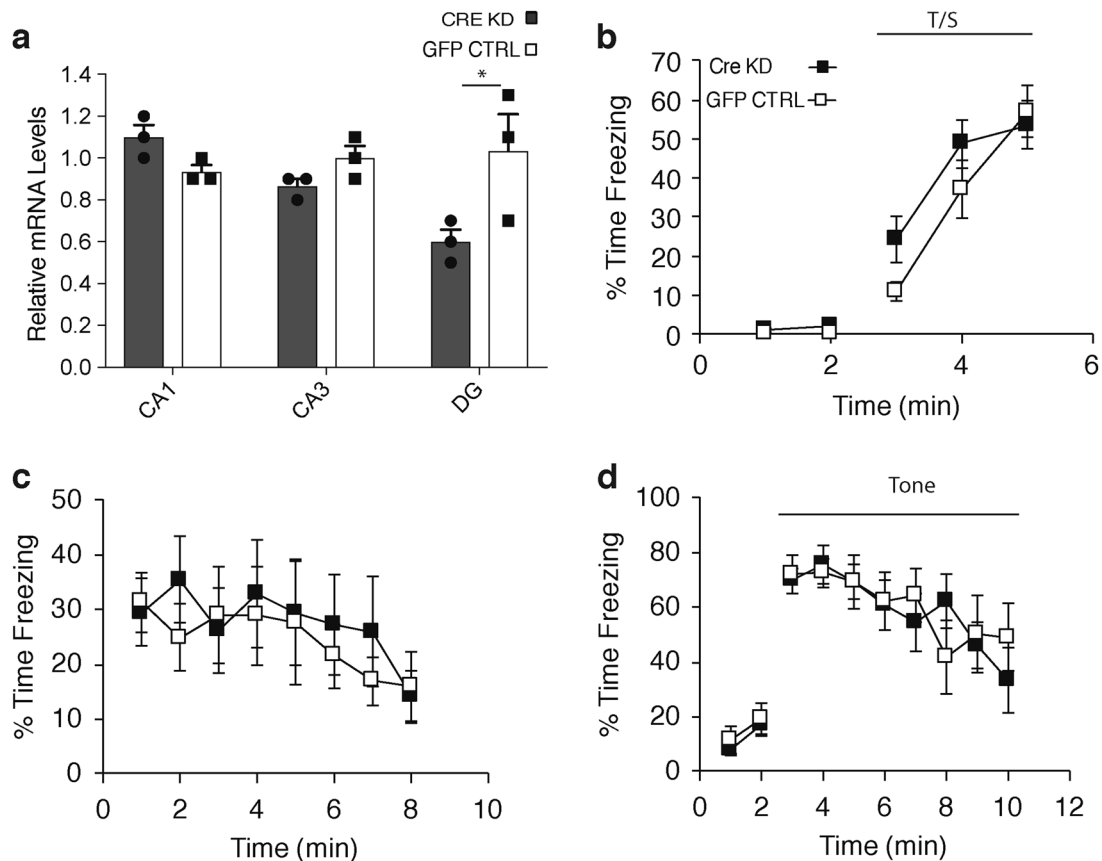 a
CRE KD
GFP CTRL
*
1.4
1.2
1.0
0.8
0.6
0.4
0.2
0.0
Relative mRNA Levels
CA1
CA3
DG
b
T/S
Cre KD
GFP CTRL
70
60
50
40
30
20
10
0
% Time Freezing
0 2 4 6
Time (min)
c
50
40
30
20
10
0
% Time Freezing
0 2 4 6 8 10
Time (min)
d
Tone
100
80
60
40
20
0
% Time Freezing
0 2 4 6 8 10 12
Time (min)